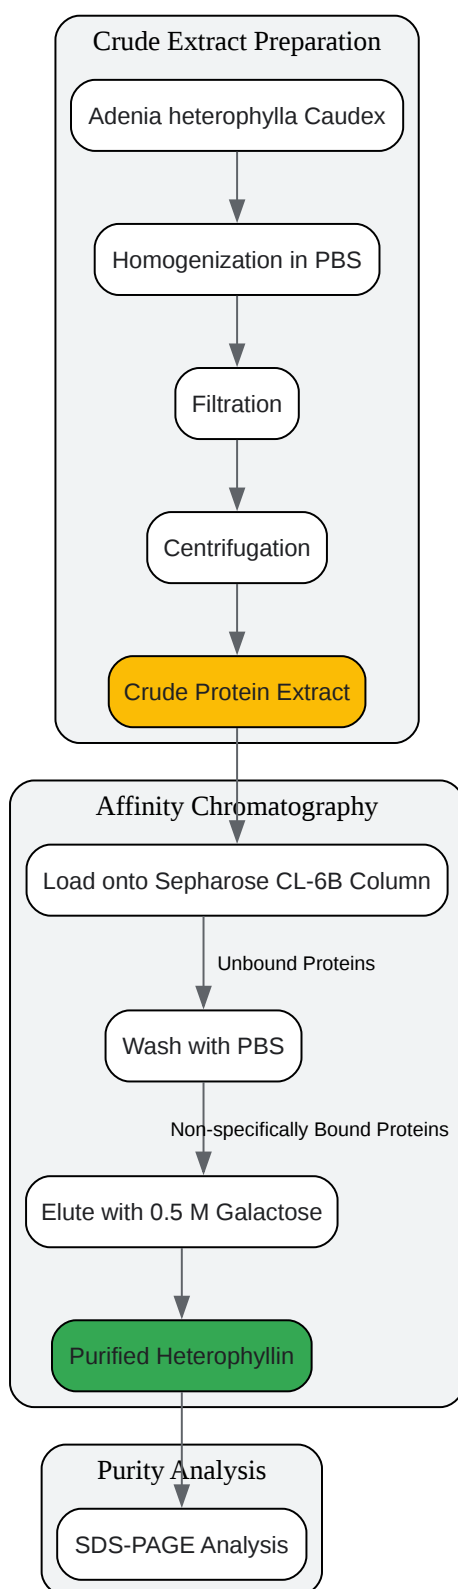 Crude Extract Preparation
Adenia heterophylla Caudex
Homogenization in PBS
Filtration
Centrifugation
Crude Protein Extract
Affinity Chromatography
Load onto Sepharose CL-6B Column
Unbound Proteins
Wash with PBS
Non-specifically Bound Proteins
Elute with 0.5 M Galactose
Purified Heterophyllin
Purity Analysis
SDS-PAGE Analysis